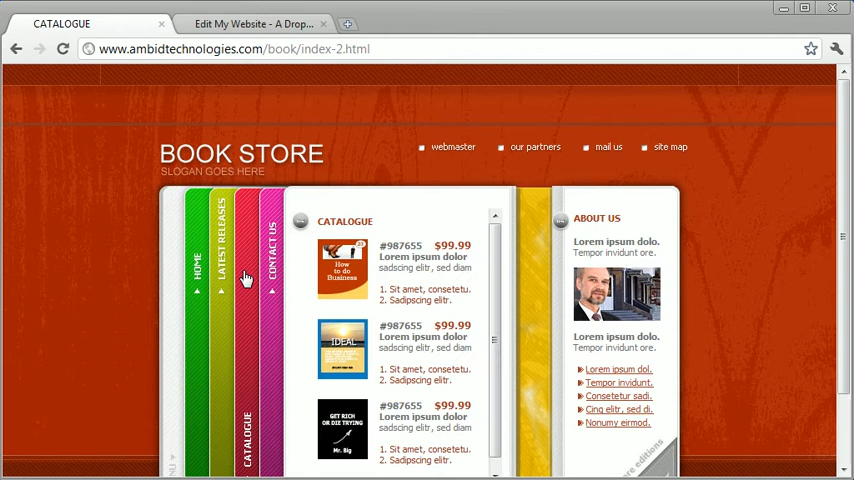 CATALOGUE
Edit My Website - A Drop...
www.ambidtechnologies.com/book/index-2.html
BOOK STORE
SLOGAN GOES HERE
webmaster
our partners
mail us
site map
HOME
LATEST RELEASES
CATALOGUE
CONTACT US
CATALOGUE
How
to do
Business
#987655 $99.99
Lorem ipsum dolor
sadscing elitr, sed diam
1. Sit amet, consetetu.
2. Sadipscing elitr.
IDEAL
#987655 $99.99
Lorem ipsum dolor
sadscing elitr, sed diam
1. Sit amet, consetetu.
2. Sadipscing elitr.
GET RICH
OR DIE TRYING
Mr. Big
#987655 $99.99
Lorem ipsum dolor
sadscing elitr, sed diam
1. Sit amet, consetetu.
2. Sadipscing elitr.
ABOUT US
Lorem ipsum dolo.
Tempor invidunt ore.
Lorem ipsum dolo.
Tempor invidunt ore.
Lorem ipsum dol.
Tempor invidunt.
Consetetur sadi.
Cinq elitr, sed di.
Nonumy eirmod.
editions